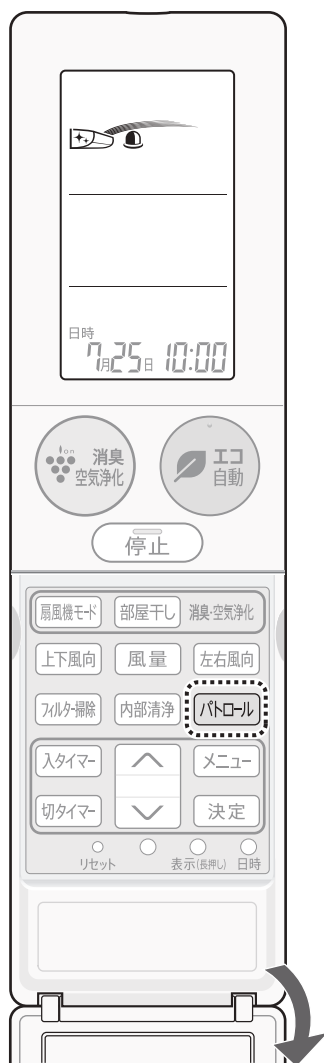 日時
7月25日 10:00
ion 消臭
空気浄化
エコ
自動
停止
扇風機モード 部屋干し 消臭・空気浄化
上下風向 風量 左右風向
フィルター掃除 内部清浄 パトロール
入タイマー メニュー
切タイマー 決定
リセット 表示(長押し) 日時